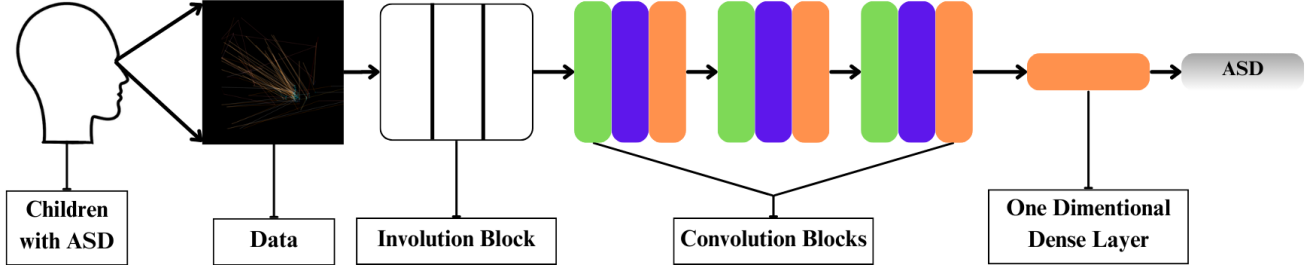 ASD
Children
with ASD
Data
Involution Block
Convolution Blocks
One Dimentional
Dense Layer